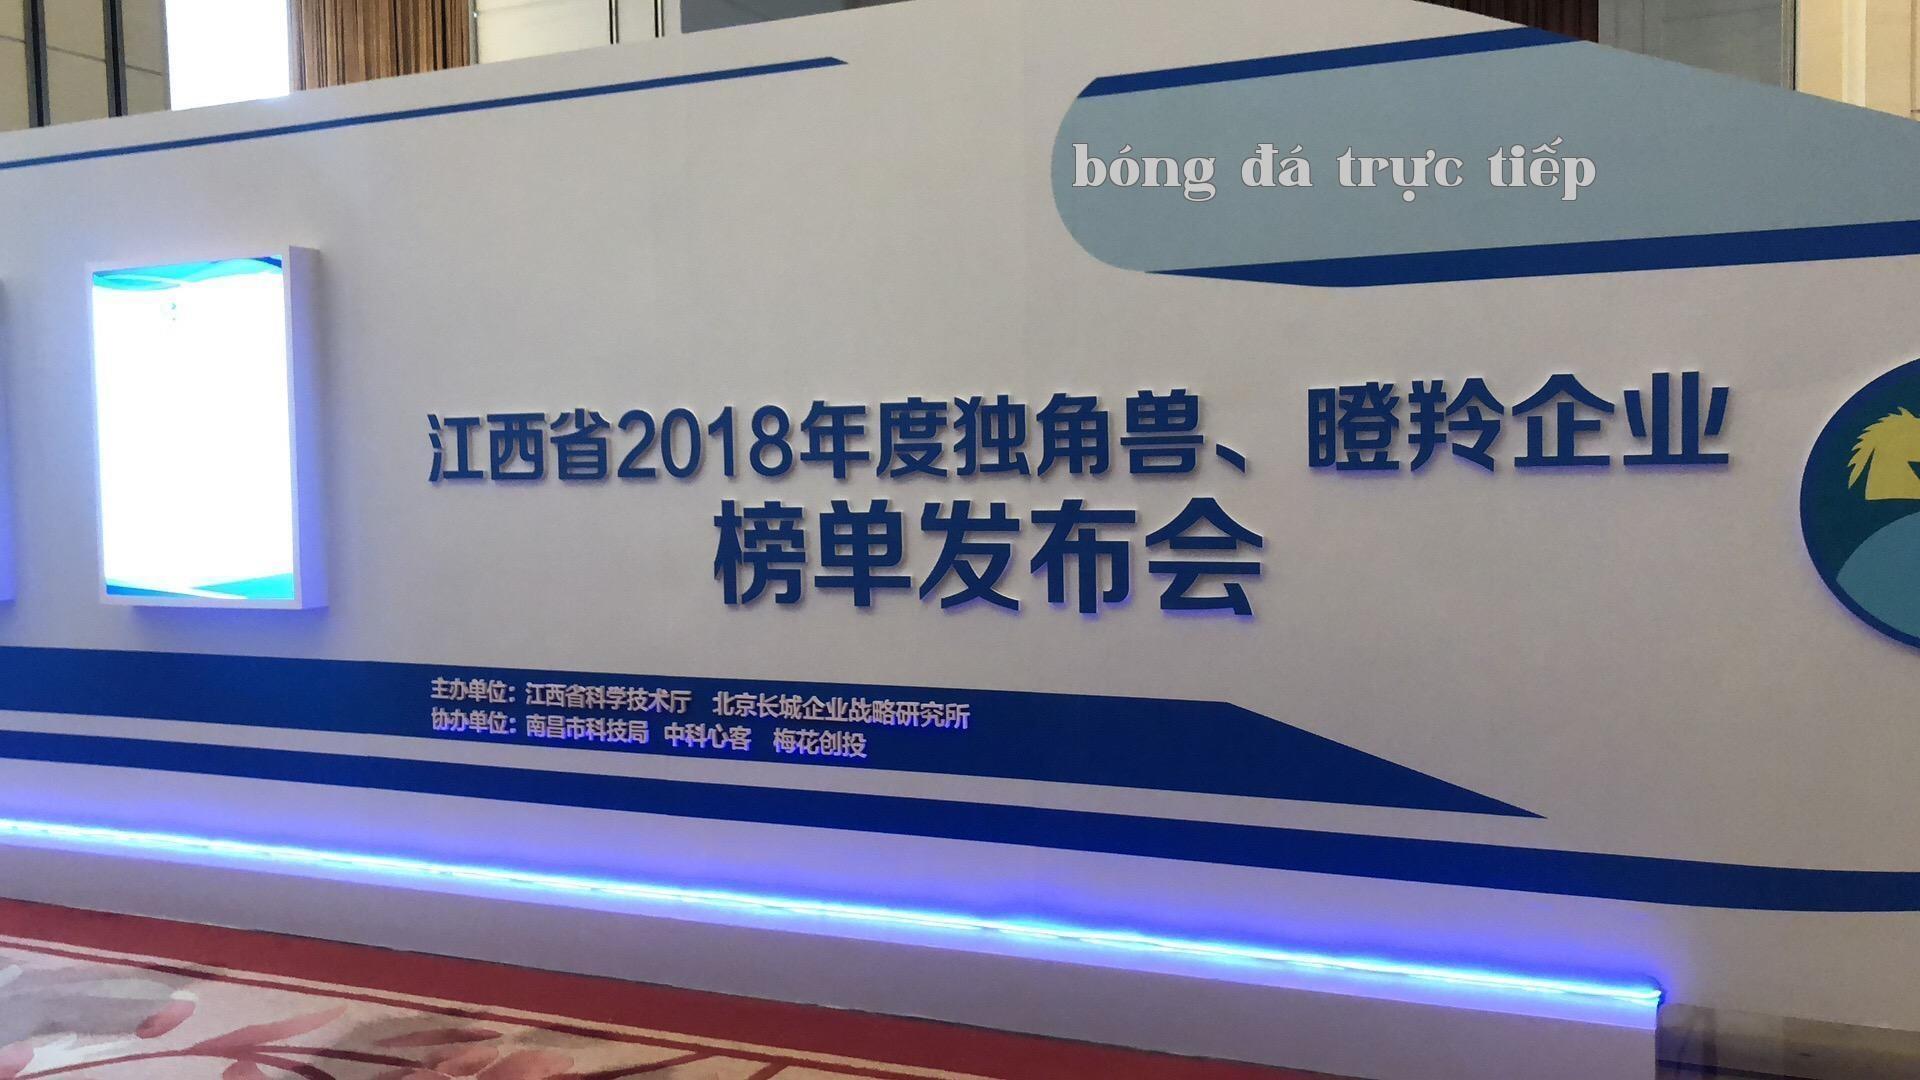 bóng đá trực tiếp
江西省2018年度独角兽、瞪羚企业
榜单发布会
主办单位：江西省科学技术厅 北京长城企业战略研究所
协办单位：南昌市科技局 中科心客 梅花创投